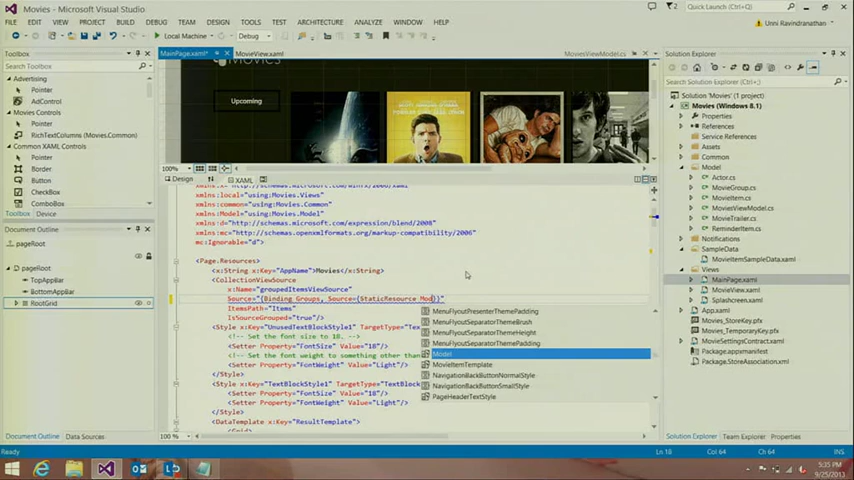 Movies - Microsoft Visual Studio
2
Quick Launch (Ctrl+Q)
FILE EDIT VIEW PROJECT BUILD DEBUG TEAM DESIGN TOOLS TEST ARCHITECTURE ANALYZE WINDOW HELP
Unni Ravindranathan
Local Machine
Debug
Toolbox
Search Toolbox
Advertising
Pointer
AdControl
Movies Controls
Pointer
RichTextColumns (Movies.Common)
Common XAML Controls
Pointer
Border
Button
CheckBox
ComboBox
Toolbox Device
Document Outline
pageRoot
pageRoot
TopAppBar
BottomAppBar
RootGrid
Document Outline Data Sources
MainPage.xaml*
MovieView.xaml
MoviesViewModel.cs
Movies
Upcoming
100%
Design
XAML
xmlns:local="using:Movies.Views"
xmlns:Common="using:Movies.Common"
xmlns:Model="using:Movies.Model"
xmlns:d="http://schemas.microsoft.com/expression/blend/2008"
xmlns:mc="http://schemas.openxmlformats.org/markup-compatibility/2006"
mc:Ignorable="d">
<Page.Resources>
<x:String x:Key="AppName">Movies</x:String>
<CollectionViewSource
x:Name="groupedItemsViewSource"
Source="{Binding Groups, Source={StaticResource Mod}}"
ItemsPath="Items"
IsSourceGrouped="true"/>
<Style x:Key="UnusedTextBlockStyle1" TargetType="Text
<!-- Set the font size to 18. -->
<Setter Property="FontSize" Value="18"/>
<!-- Set the font weight to something other than
<Setter Property="FontWeight" Value="Light"/>
</Style>
<Style x:Key="TextBlockStyle1" TargetType="TextBlock
<Setter Property="FontSize" Value="18"/>
<Setter Property="FontWeight" Value="Light"/>
</Style>
<DataTemplate x:Key="ResultTemplate">
<Grid>
MenuFlyoutPresenterThemePadding
MenuFlyoutSeparatorThemeBrush
MenuFlyoutSeparatorThemeHeight
MenuFlyoutSeparatorThemePadding
Model
MovieItemTemplate
NavigationBackButtonNormalStyle
NavigationBackButtonSmallStyle
PageHeaderTextStyle
100 %
Solution Explorer
Search Solution Explorer (Ctrl+;)
Solution 'Movies' (1 project)
Movies (Windows 8.1)
Properties
References
Service References
Assets
Common
Model
Actor.cs
MovieGroup.cs
MovieItem.cs
MoviesViewModel.cs
MovieTrailer.cs
ReminderItem.cs
Notifications
SampleData
MovieItemSampleData.xaml
Views
MainPage.xaml
MovieView.xaml
Splashscreen.xaml
App.xaml
Movies_StoreKey.pfx
Movies_TemporaryKey.pfx
MovieSettingsContract.xaml
Package.appxmanifest
Package.StoreAssociation.xml
Solution Explorer Team Explorer Properties
Ready
Ln 18 Col 64 Ch 64 INS
9:35 PM
9/25/2013